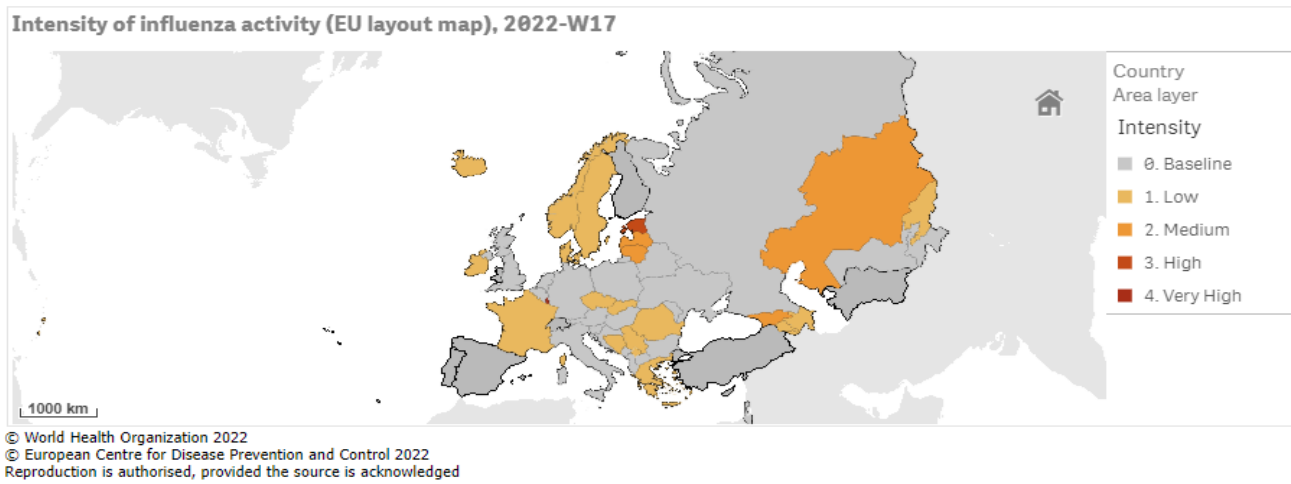 Intensity of influenza activity (EU layout map), 2022-W17
Country
Area layer
Intensity
0. Baseline
1. Low
2. Medium
3. High
4. Very High
1000 km
© World Health Organization 2022
© European Centre for Disease Prevention and Control 2022
Reproduction is authorised, provided the source is acknowledged